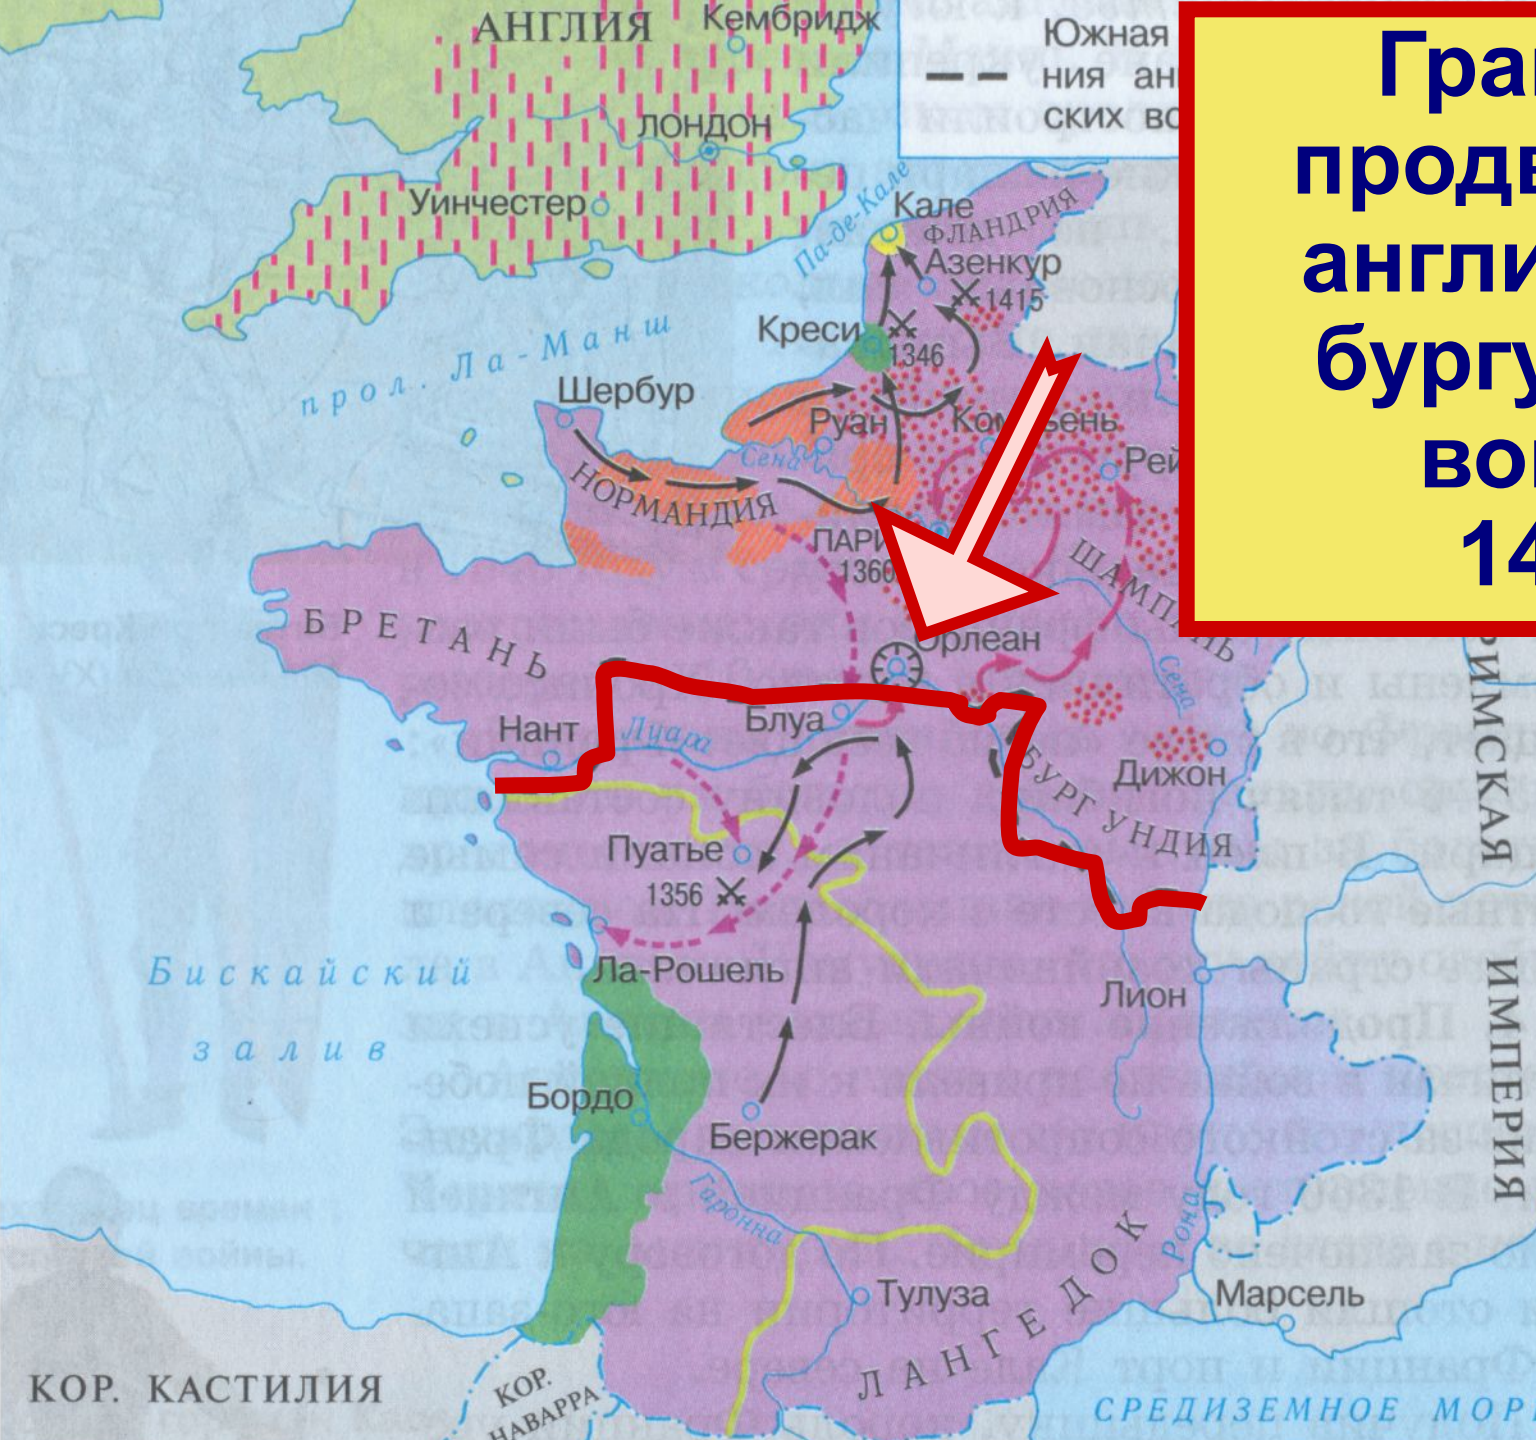 АНГЛИЯ
Кембридж
ЛОНДОН
Уинчестер
Южная
ния ан
ских во
Гра
продв
англи
бургу
во
14
Па-де-Кале
Кале
ФЛАНДРИЯ
Азенкур
1415
Креси
1346
прол. Ла-Манш
Шербур
Руан
Сена
НОРМАНДИЯ
Рей
ПАРИ
1360
ШАМПАНЬ
Сена
БРЕТАНЬ
Орлеан
Нант
Луара
Блуа
Дижон
БУРГУНДИЯ
РИМСКАЯ
ИМПЕРИЯ
Пуатье
1356
Ла-Рошель
Бискайский
залив
Лион
Бордо
Бержерак
Гаронна
Рона
Тулуза
Марсель
ЛАНГЕДОК
КОР. КАСТИЛИЯ
КОР.
НАВАРРА
СРЕДИЗЕМНОЕ МОР